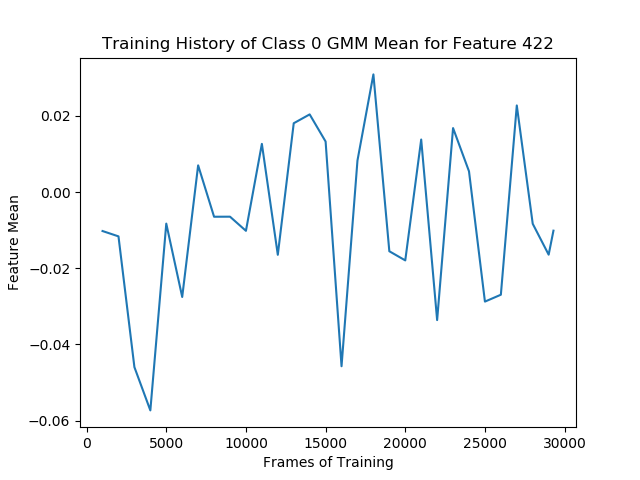 Training History of Class 0 GMM Mean for Feature 422
0.02
0.00
−0.02
−0.04
−0.06
Feature Mean
0 5000 10000 15000 20000 25000 30000
Frames of Training